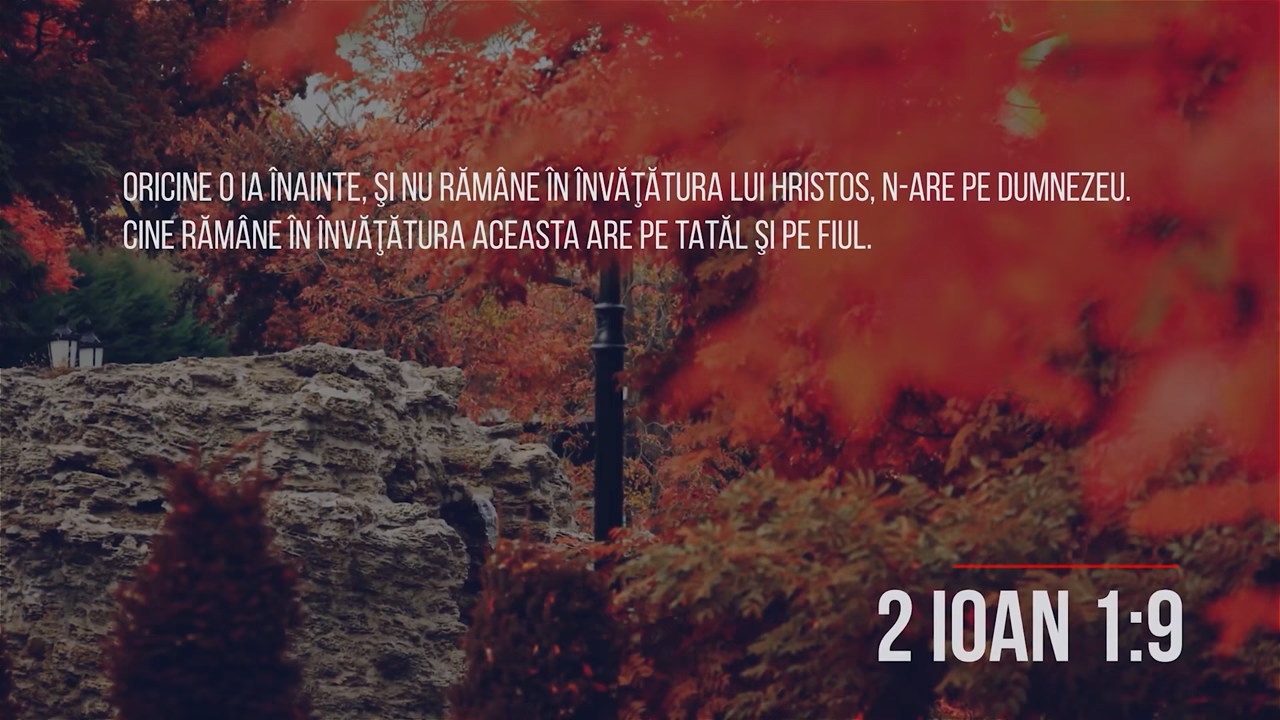 ORICINE O IA ÎNAINTE, ŞI NU RĂMÂNE ÎN ÎNVĂŢĂTURA LUI HRISTOS, N-ARE PE DUMNEZEU.
CINE RĂMÂNE ÎN ÎNVĂŢĂTURA ACEASTA ARE PE TATĂL ŞI PE FIUL.
2 IOAN 1:9